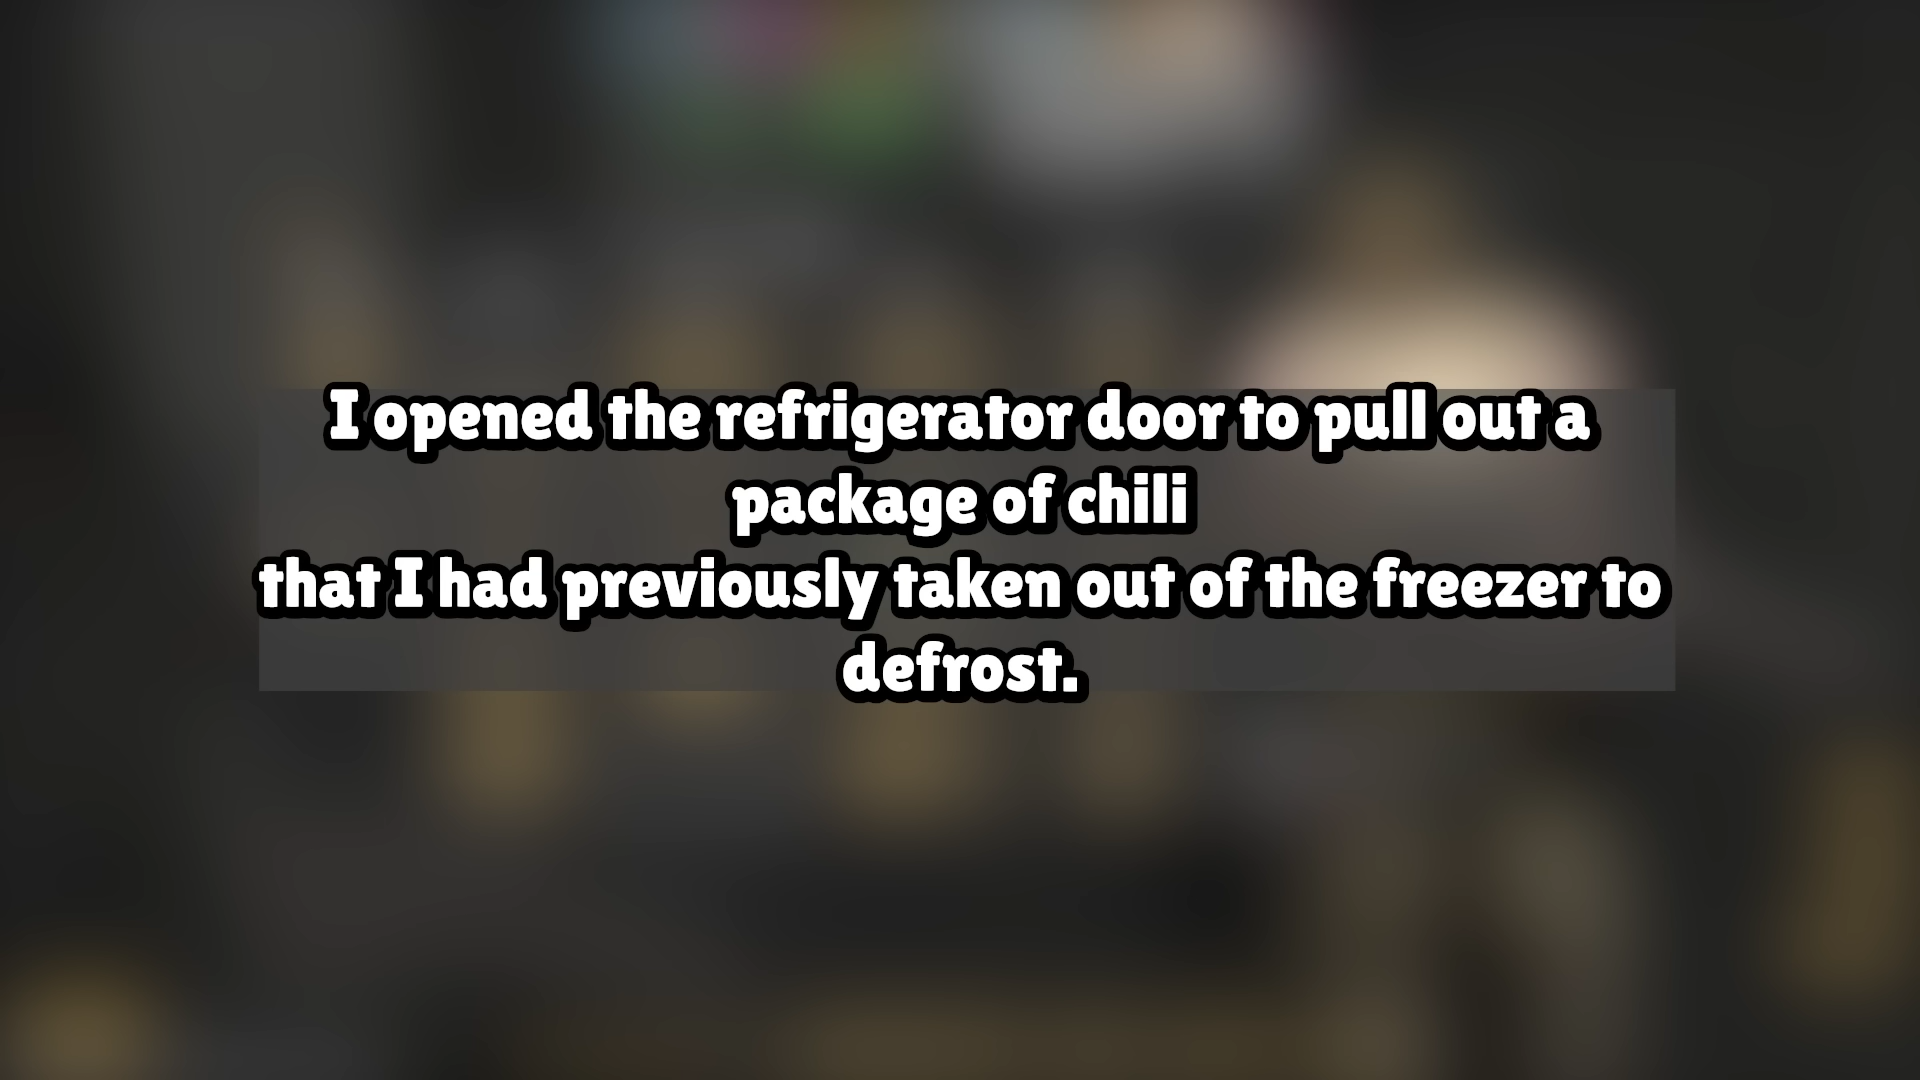 I opened the refrigerator door to pull out a
package of chili
that I had previously taken out of the freezer to
defrost.